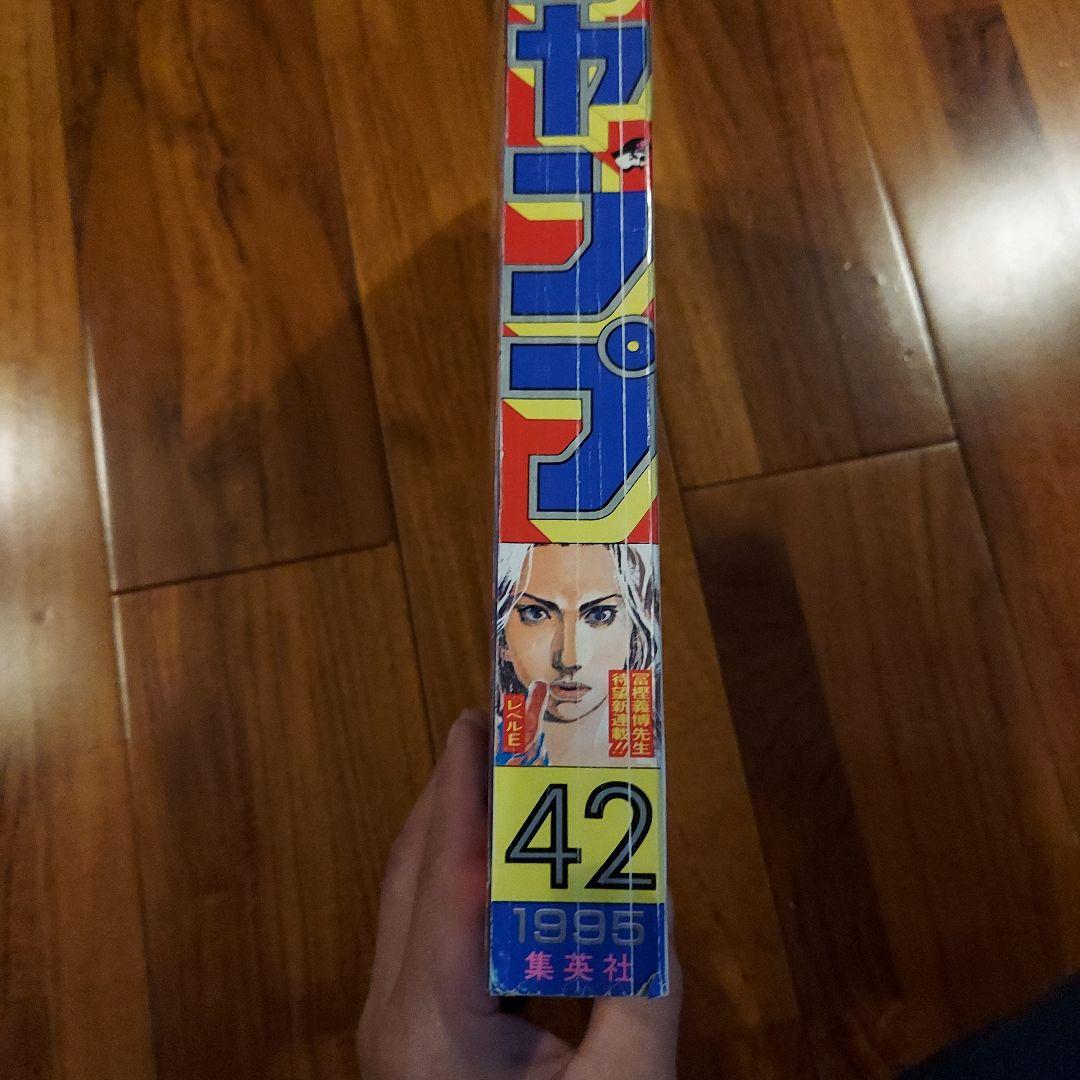 ャンプ
冨樫義博先生
待望新連載!!
レベルE
42
1995
集英社